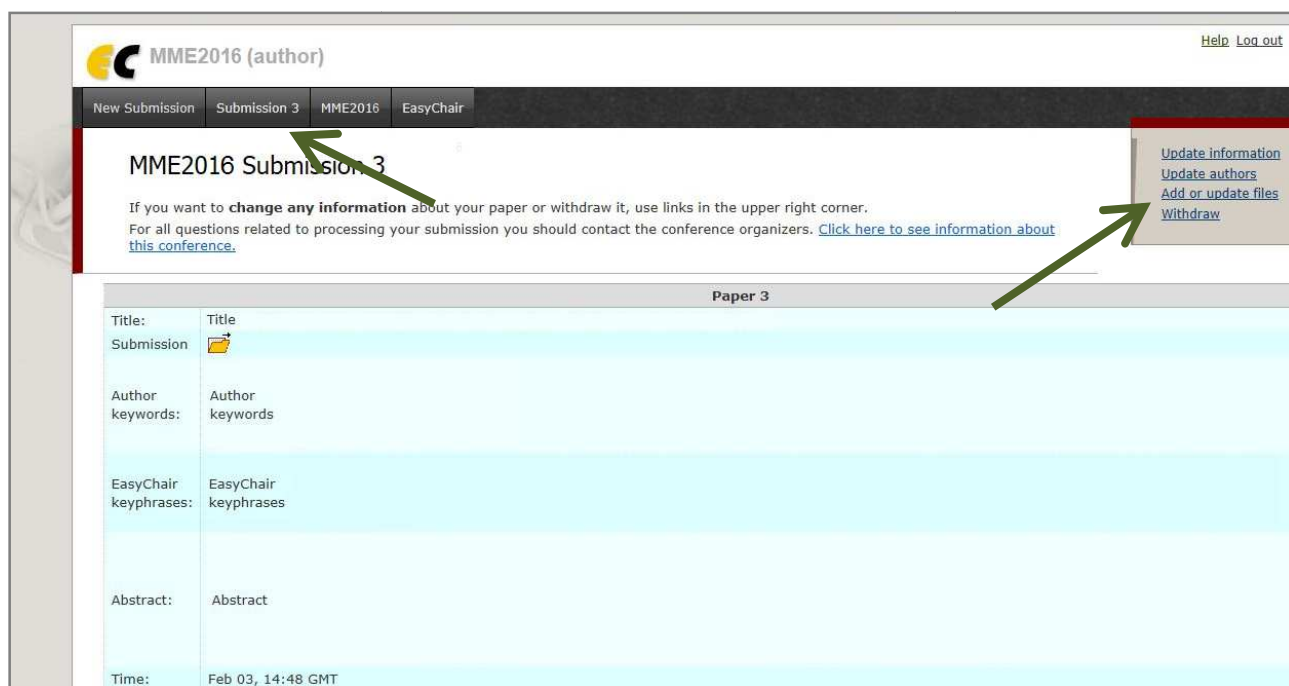 Help Log out
EC MME2016 (author)
New Submission Submission 3 MME2016 EasyChair
MME2016 Submission 3
Update information
Update authors
Add or update files
Withdraw
If you want to change any information about your paper or withdraw it, use links in the upper right corner.
For all questions related to processing your submission you should contact the conference organizers. Click here to see information about
this conference.
Paper 3
Title: Title
Submission
Author
keywords:
Author
keywords
EasyChair
keyphrases:
EasyChair
keyphrases
Abstract: Abstract
Time: Feb 03, 14:48 GMT